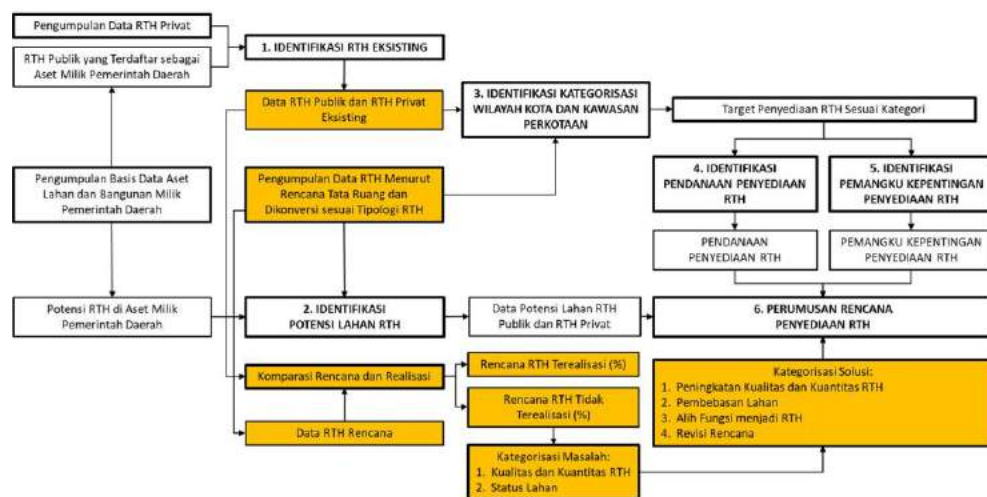 Pengumpulan Data RTH Privat
RTH Publik yang Terdaftar sebagai
Aset Milik Pemerintah Daerah
Pengumpulan Basis Data Aset
Lahan dan Bangunan Milik
Pemerintah Daerah
Potensi RTH di Aset Milik
Pemerintah Daerah
1. IDENTIFIKASI RTH EKSISTING
Data RTH Publik dan RTH Privat
Eksisting
Pengumpulan Data RTH Menurut
Rencana Tata Ruang dan
Dikonversi sesuai Tipologi RTH
2. IDENTIFIKASI
POTENSI LAHAN RTH
Komparasi Rencana dan Realisasi
Data RTH Rencana
3. IDENTIFIKASI KATEGORISASI
WILAYAH KOTA DAN KAWASAN
PERKOTAAN
Data Potensi Lahan RTH
Publik dan RTH Privat
Rencana RTH Terealisasi (%)
Rencana RTH Tidak
Terealisasi (%)
Kategorisasi Masalah:
1. Kualitas dan Kuantitas RTH
2. Status Lahan
Target Penyediaan RTH Sesuai Kategori
4. IDENTIFIKASI
PENDANAAN PENYEDIAAN
RTH
5. IDENTIFIKASI
PEMANGKU KEPENTINGAN
PENYEDIAAN RTH
PENDANAAN
PENYEDIAAN RTH
PEMANGKU KEPENTINGAN
PENYEDIAAN RTH
6. PERUMUSAN RENCANA
PENYEDIAAN RTH
Kategorisasi Solusi:
1. Peningkatan Kualitas dan Kuantitas RTH
2. Pembebasan Lahan
3. Alih Fungsi menjadi RTH
4. Revisi Rencana